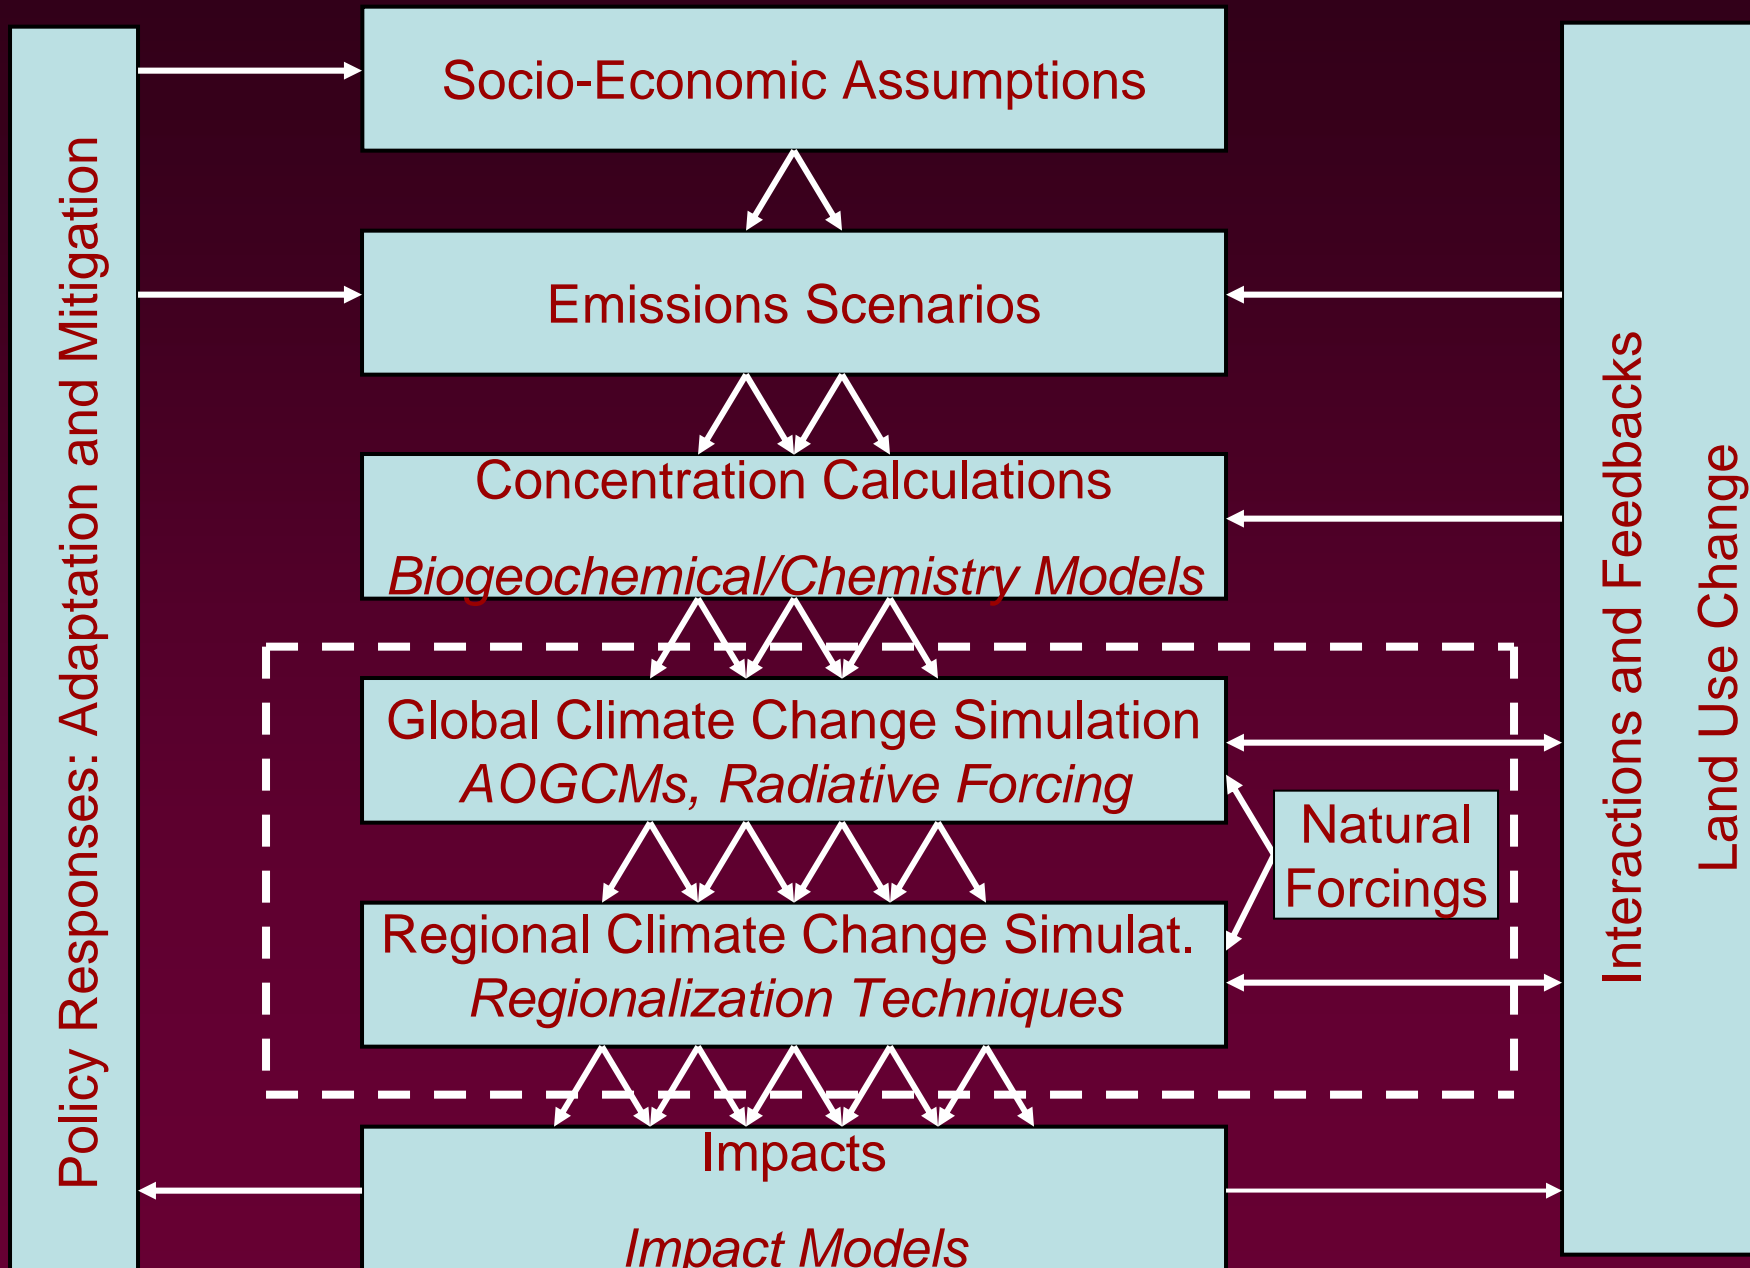 Policy Responses: Adaptation and Mitigation
Socio-Economic Assumptions
Emissions Scenarios
Concentration Calculations
Biogeochemical/Chemistry Models
Global Climate Change Simulation
AOGCMs, Radiative Forcing
Natural
Forcings
Regional Climate Change Simulat.
Regionalization Techniques
Impacts
Impact Models
Interactions and Feedbacks
Land Use Change